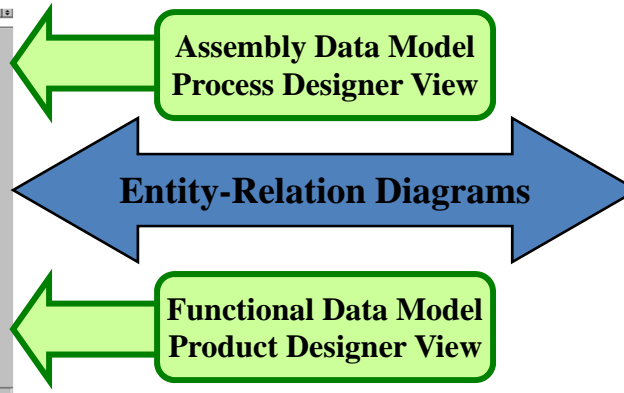 Assembly Data Model
Process Designer View
Entity-Relation Diagrams
Functional Data Model
Product Designer View